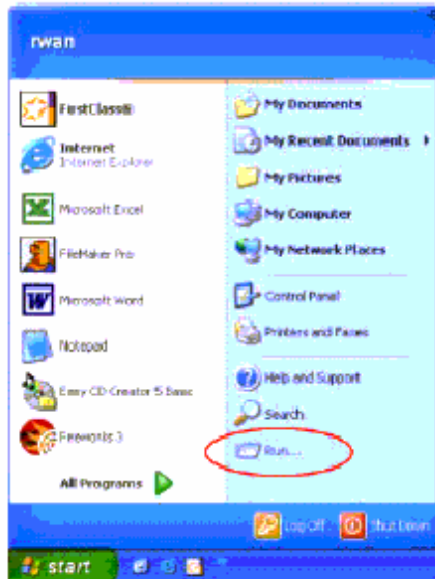 rwan
FirstClass®
Internet
Internet Explorer
Microsoft Excel
FileMaker Pro
Microsoft Word
Notepad
Easy CD Creator 5 Basic
Fireworks 3
All Programs
My Documents
My Recent Documents
My Pictures
My Computer
My Network Places
Control Panel
Printers and Faxes
Help and Support
Search
Run...
Log Off
Shut Down
start